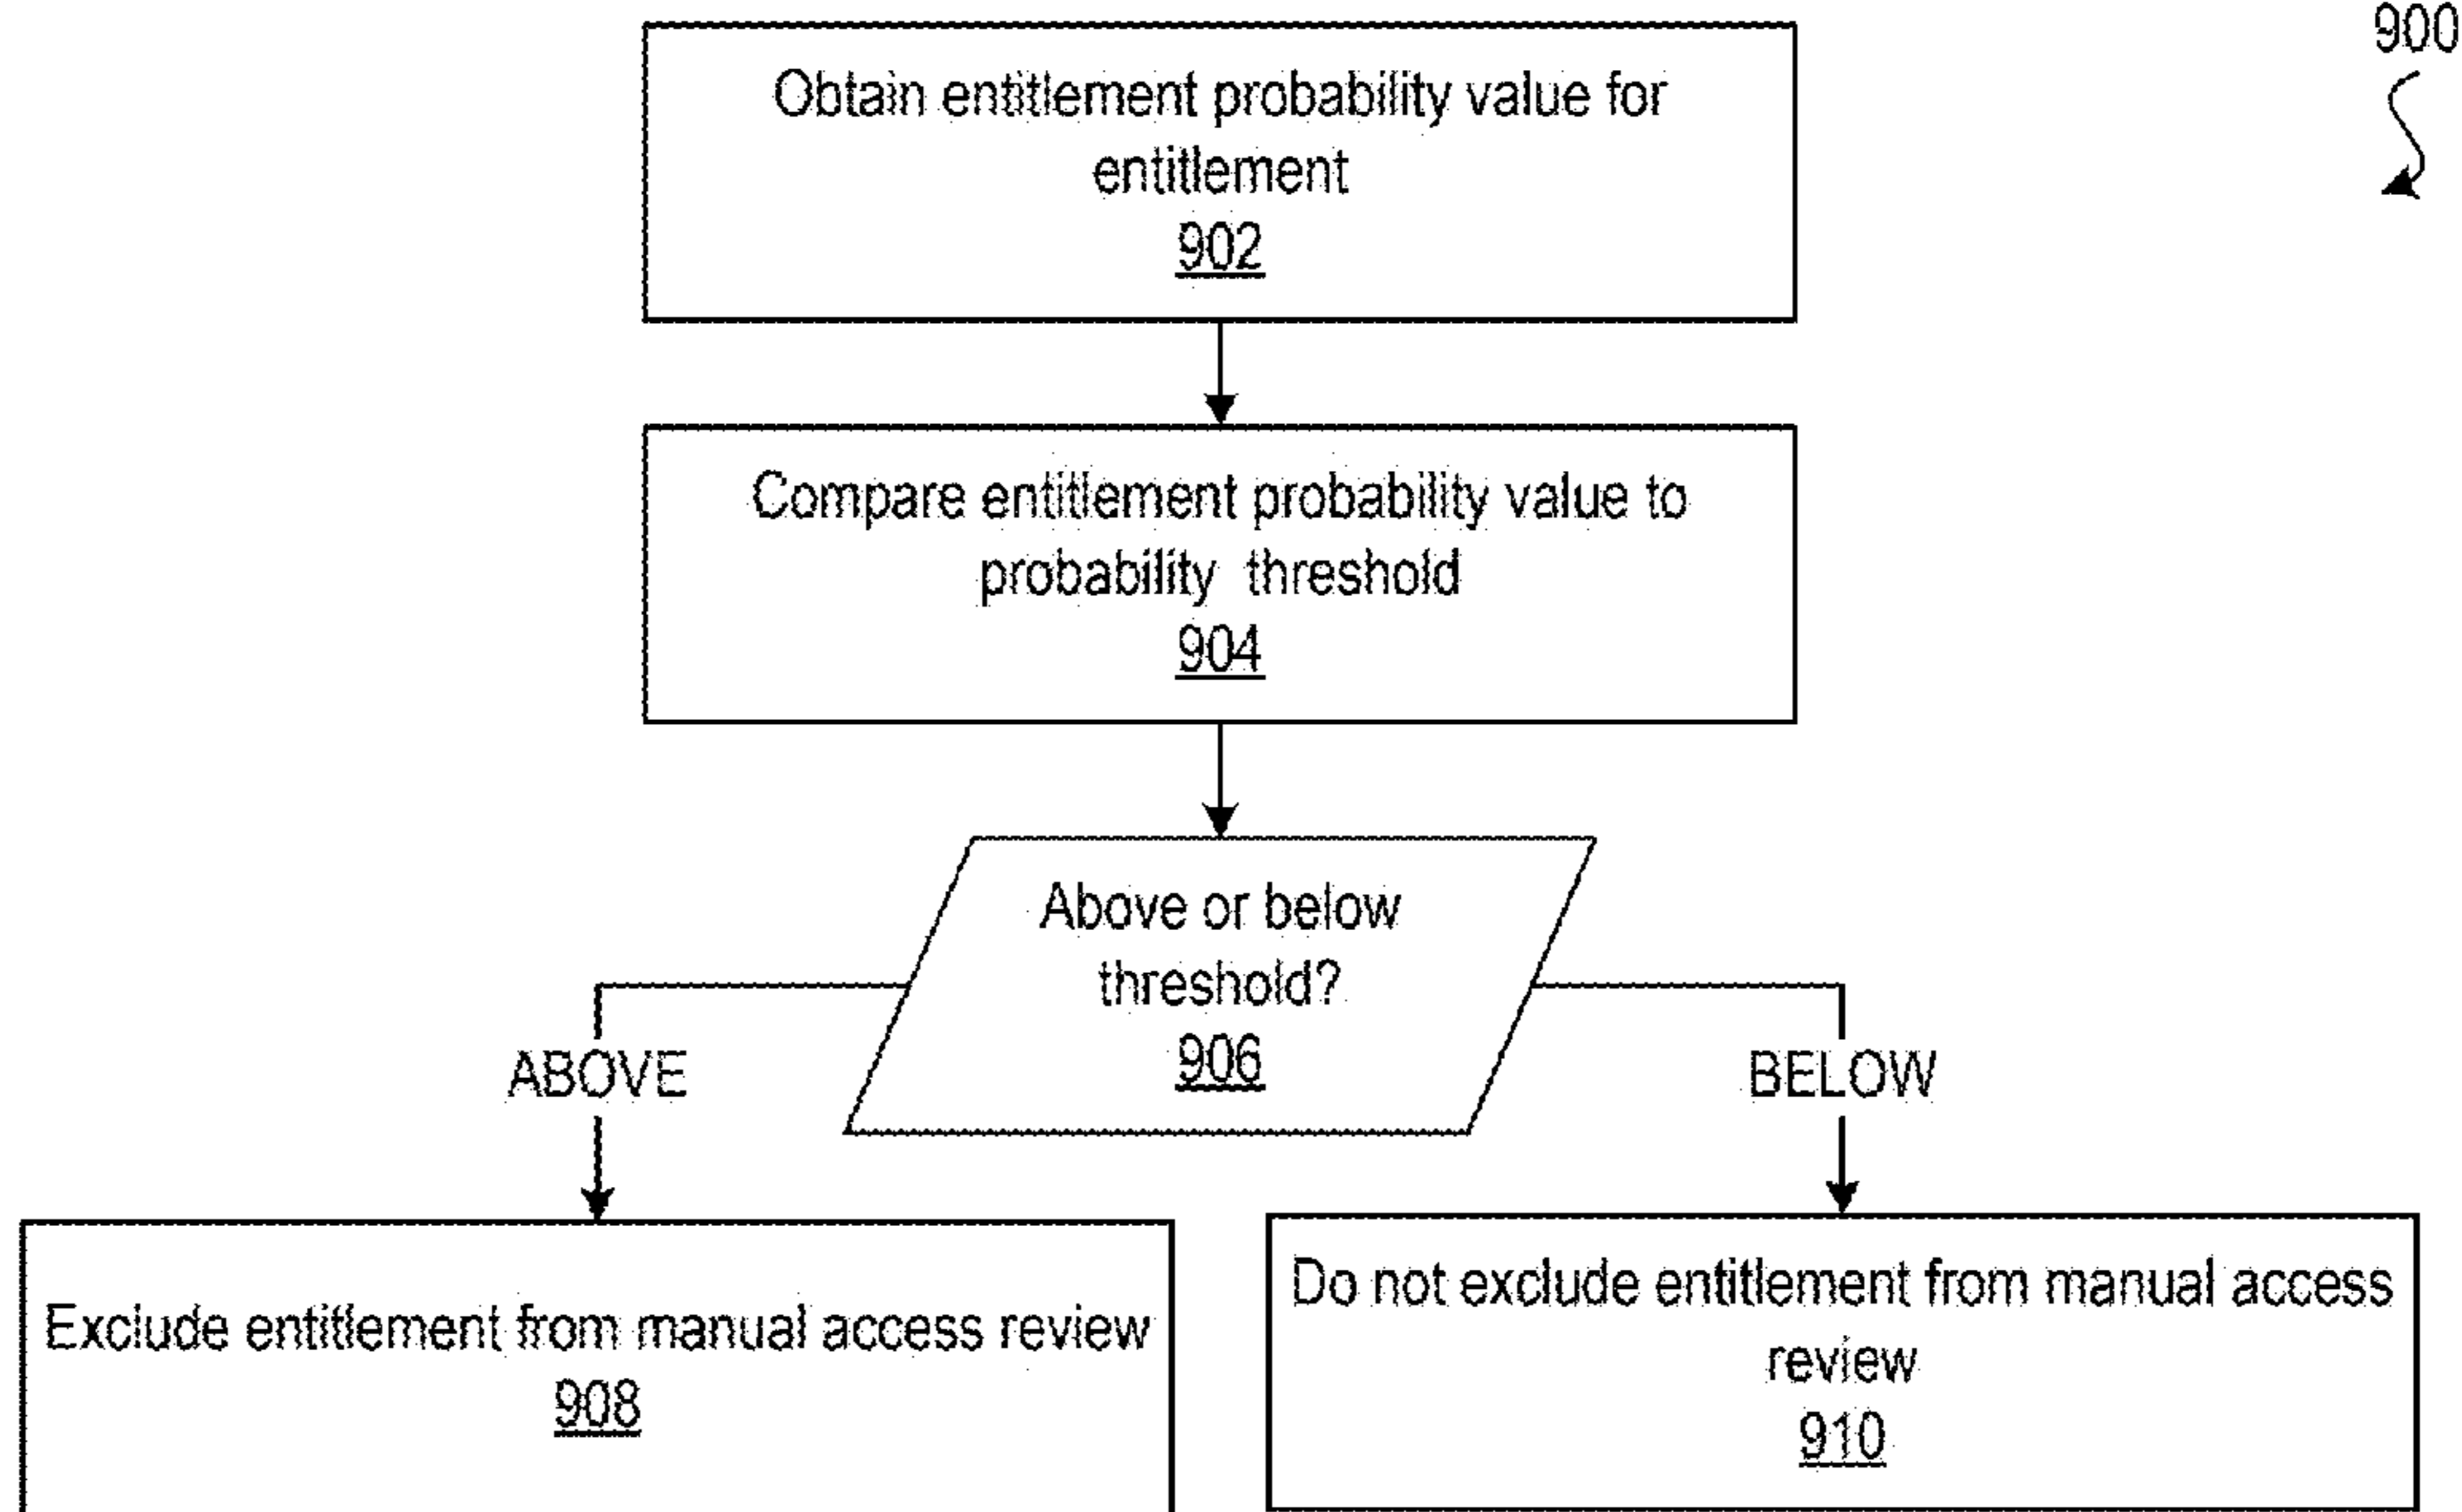 900
Obtain entitlement probability value for
entitlement
902
Compare entitlement probability value to
probability threshold
904
Above or below
threshold?
906
ABOVE
BELOW
Exclude entitlement from manual access review
908
Do not exclude entitlement from manual access
review
910